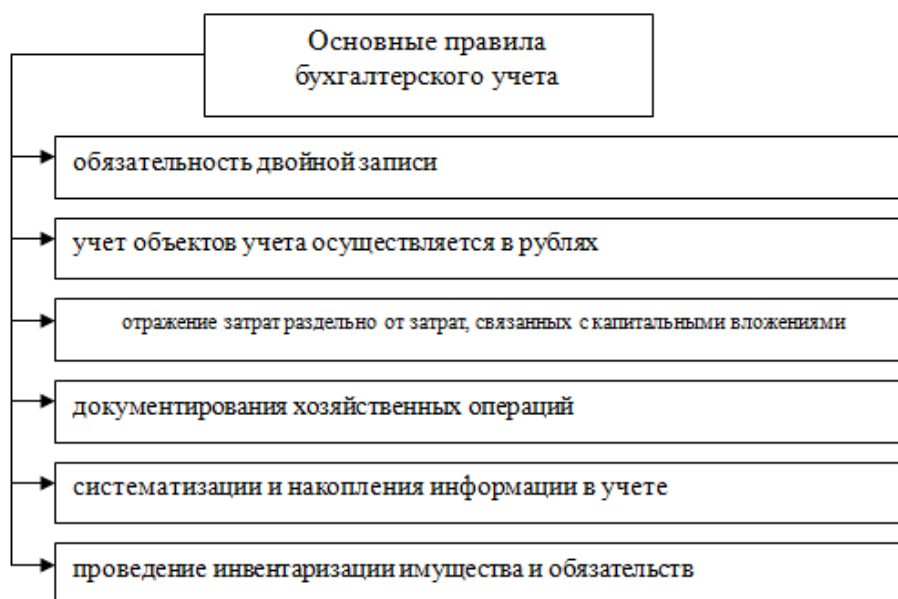 Основные правила
бухгалтерского учета
обязательность двойной записи
учет объектов учета осуществляется в рублях
отражение затрат раздельно от затрат, связанных с капитальными вложениями
документирования хозяйственных операций
систематизации и накопления информации в учете
проведение инвентаризации имущества и обязательств